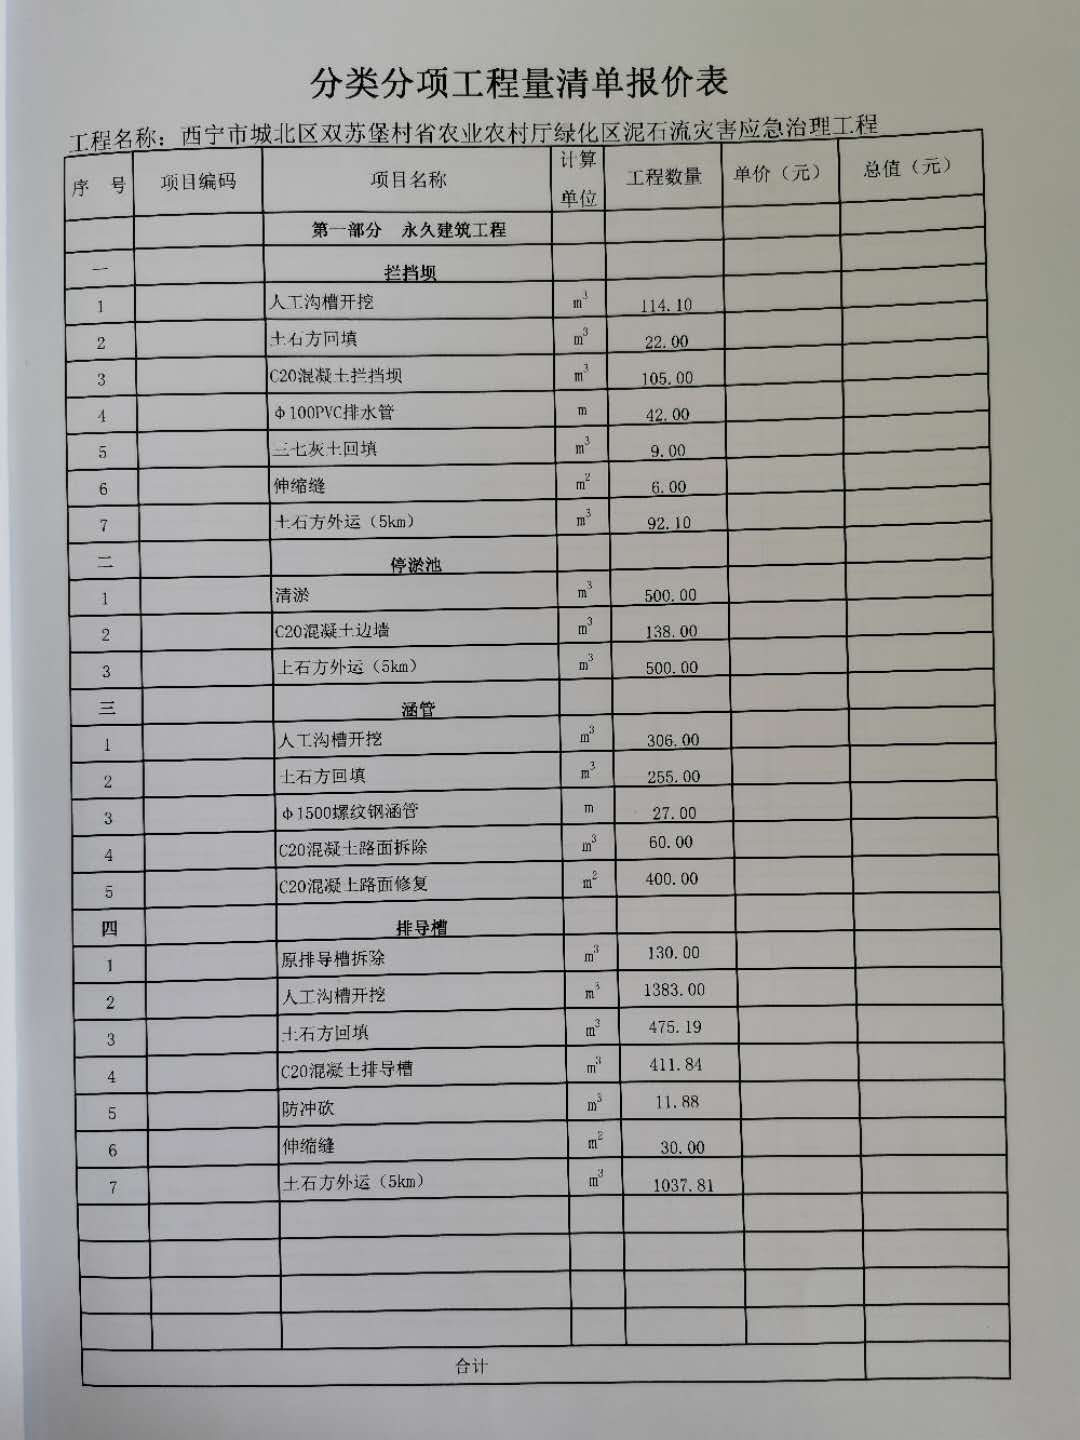 分类分项工程量清单报价表
工程名称：西宁市城北区双苏堡村省农业农村厅绿化区泥石流灾害应急治理工程
序 号 项目编码 项目名称 计算单位 工程数量 单价（元） 总值（元）
第一部分 永久建筑工程
一 拦挡坝
1 人工沟槽开挖 m³ 114.10
2 土石方回填 m³ 22.00
3 C20混凝土拦挡坝 m³ 105.00
4 φ100PVC排水管 m 42.00
5 三七灰土回填 m³ 9.00
6 伸缩缝 m² 6.00
7 土石方外运（5km） m³ 92.10
二 停淤池
1 清淤 m³ 500.00
2 C20混凝土边墙 m³ 138.00
3 土石方外运（5km） m³ 500.00
三 涵管
1 人工沟槽开挖 m³ 306.00
2 土石方回填 m³ 255.00
3 φ1500螺纹钢涵管 m 27.00
4 C20混凝土路面拆除 m³ 60.00
5 C20混凝土路面修复 m² 400.00
四 排导槽
1 原排导槽拆除 m³ 130.00
2 人工沟槽开挖 m³ 1383.00
3 土石方回填 m³ 475.19
4 C20混凝土排导槽 m³ 411.84
5 防冲砍 m³ 11.88
6 伸缩缝 m² 30.00
7 土石方外运（5km） m³ 1037.81
合计